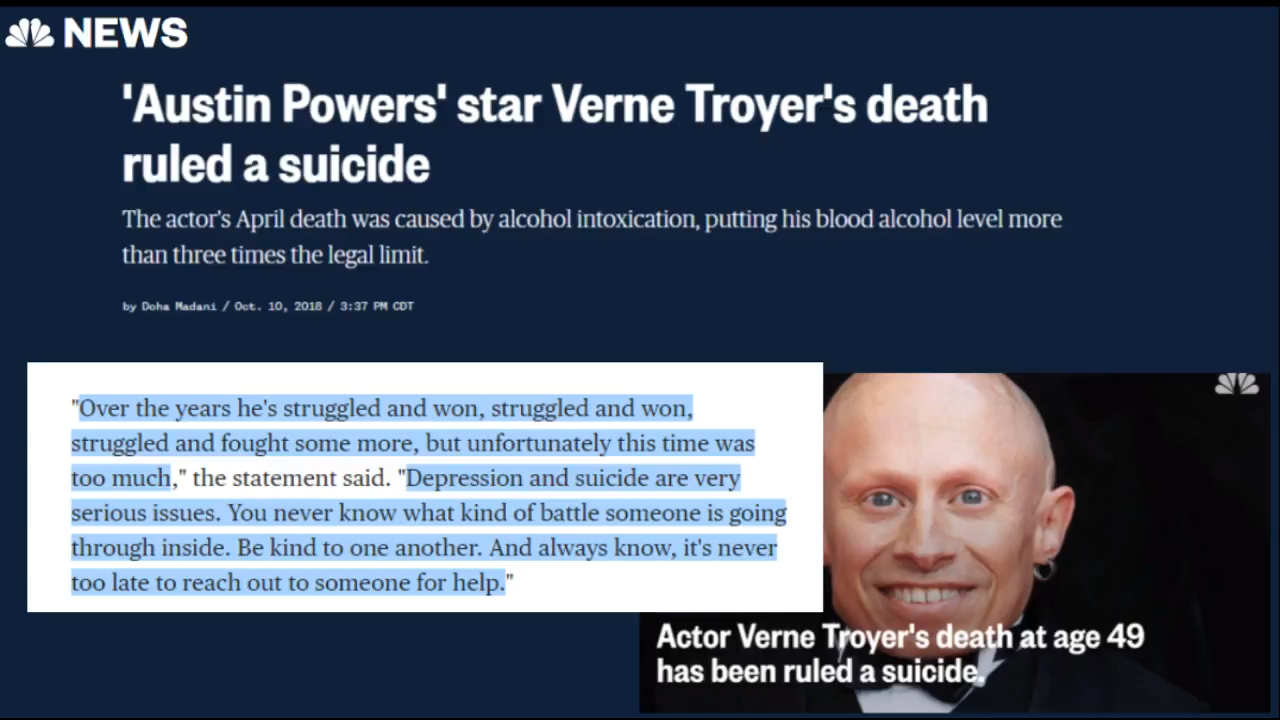 NEWS
'Austin Powers' star Verne Troyer's death
ruled a suicide
The actor's April death was caused by alcohol intoxication, putting his blood alcohol level more
than three times the legal limit.
by Doha Madani / Oct. 10, 2018 / 3:37 PM CDT
"Over the years he's struggled and won, struggled and won,
struggled and fought some more, but unfortunately this time was
too much," the statement said. "Depression and suicide are very
serious issues. You never know what kind of battle someone is going
through inside. Be kind to one another. And always know, it's never
too late to reach out to someone for help."
Actor Verne Troyer's death at age 49
has been ruled a suicide.